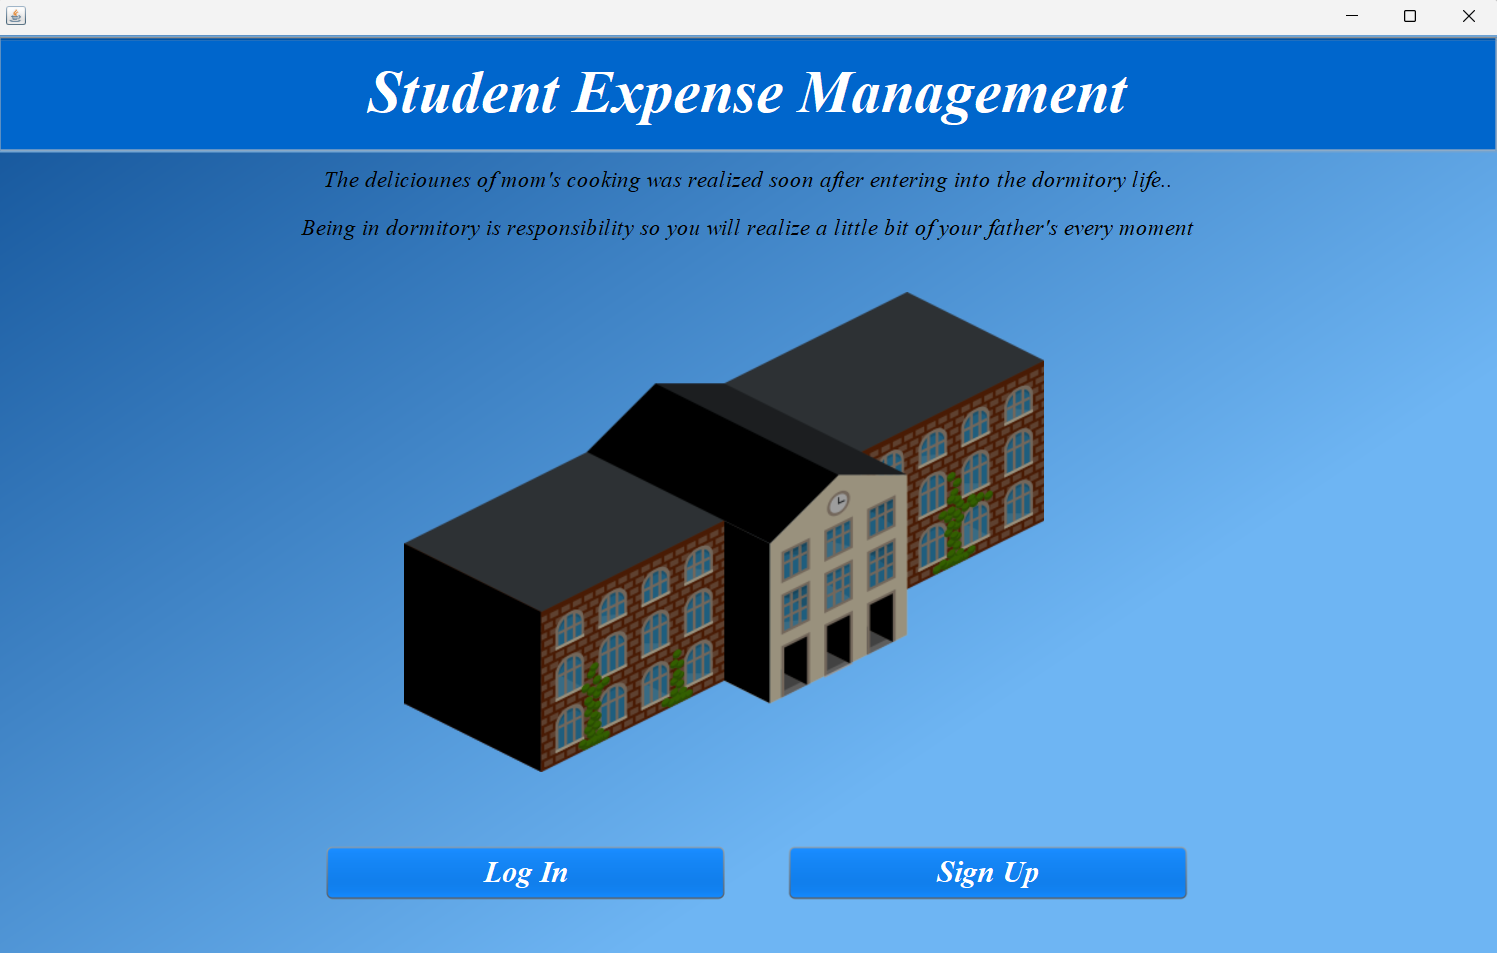 Student Expense Management
The deliciounes of mom's cooking was realized soon after entering into the dormitory life..
Being in dormitory is responsibility so you will realize a little bit of your father's every moment
Log In
Sign Up